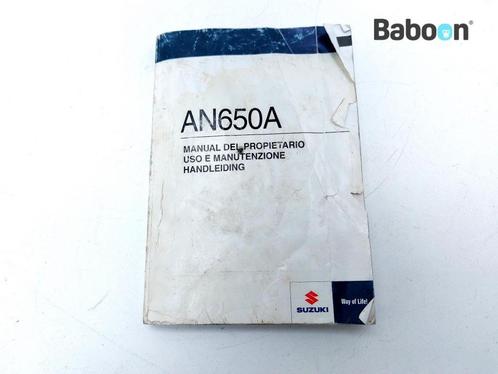 Baboon
AN650A
MANUAL DEL PROPIETARIO
USO E MANUTENZIONE
HANDLEIDING
SUZUKI
Way of Life!